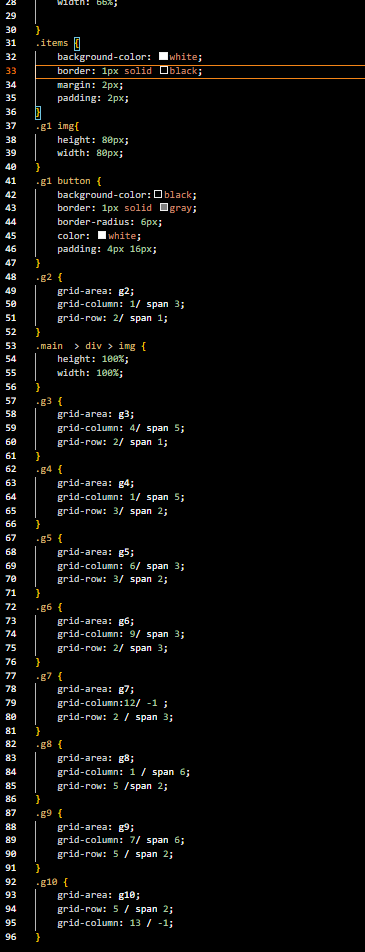 28 width: 66%;
29
30 }
31 .items {
32 background-color: white;
33 border: 1px solid black;
34 margin: 2px;
35 padding: 2px;
36 }
37 .g1 img{
38 height: 80px;
39 width: 80px;
40 }
41 .g1 button {
42 background-color: black;
43 border: 1px solid gray;
44 border-radius: 6px;
45 color: white;
46 padding: 4px 16px;
47 }
48 .g2 {
49 grid-area: g2;
50 grid-column: 1/ span 3;
51 grid-row: 2/ span 1;
52 }
53 .main  > div > img {
54 height: 100%;
55 width: 100%;
56 }
57 .g3 {
58 grid-area: g3;
59 grid-column: 4/ span 5;
60 grid-row: 2/ span 1;
61 }
62 .g4 {
63 grid-area: g4;
64 grid-column: 1/ span 5;
65 grid-row: 3/ span 2;
66 }
67 .g5 {
68 grid-area: g5;
69 grid-column: 6/ span 3;
70 grid-row: 3/ span 2;
71 }
72 .g6 {
73 grid-area: g6;
74 grid-column: 9/ span 3;
75 grid-row: 2/ span 3;
76 }
77 .g7 {
78 grid-area: g7;
79 grid-column:12/ -1 ;
80 grid-row: 2 / span 3;
81 }
82 .g8 {
83 grid-area: g8;
84 grid-column: 1 / span 6;
85 grid-row: 5 /span 2;
86 }
87 .g9 {
88 grid-area: g9;
89 grid-column: 7/ span 6;
90 grid-row: 5 / span 2;
91 }
92 .g10 {
93 grid-area: g10;
94 grid-row: 5 / span 2;
95 grid-column: 13 / -1;
96 }